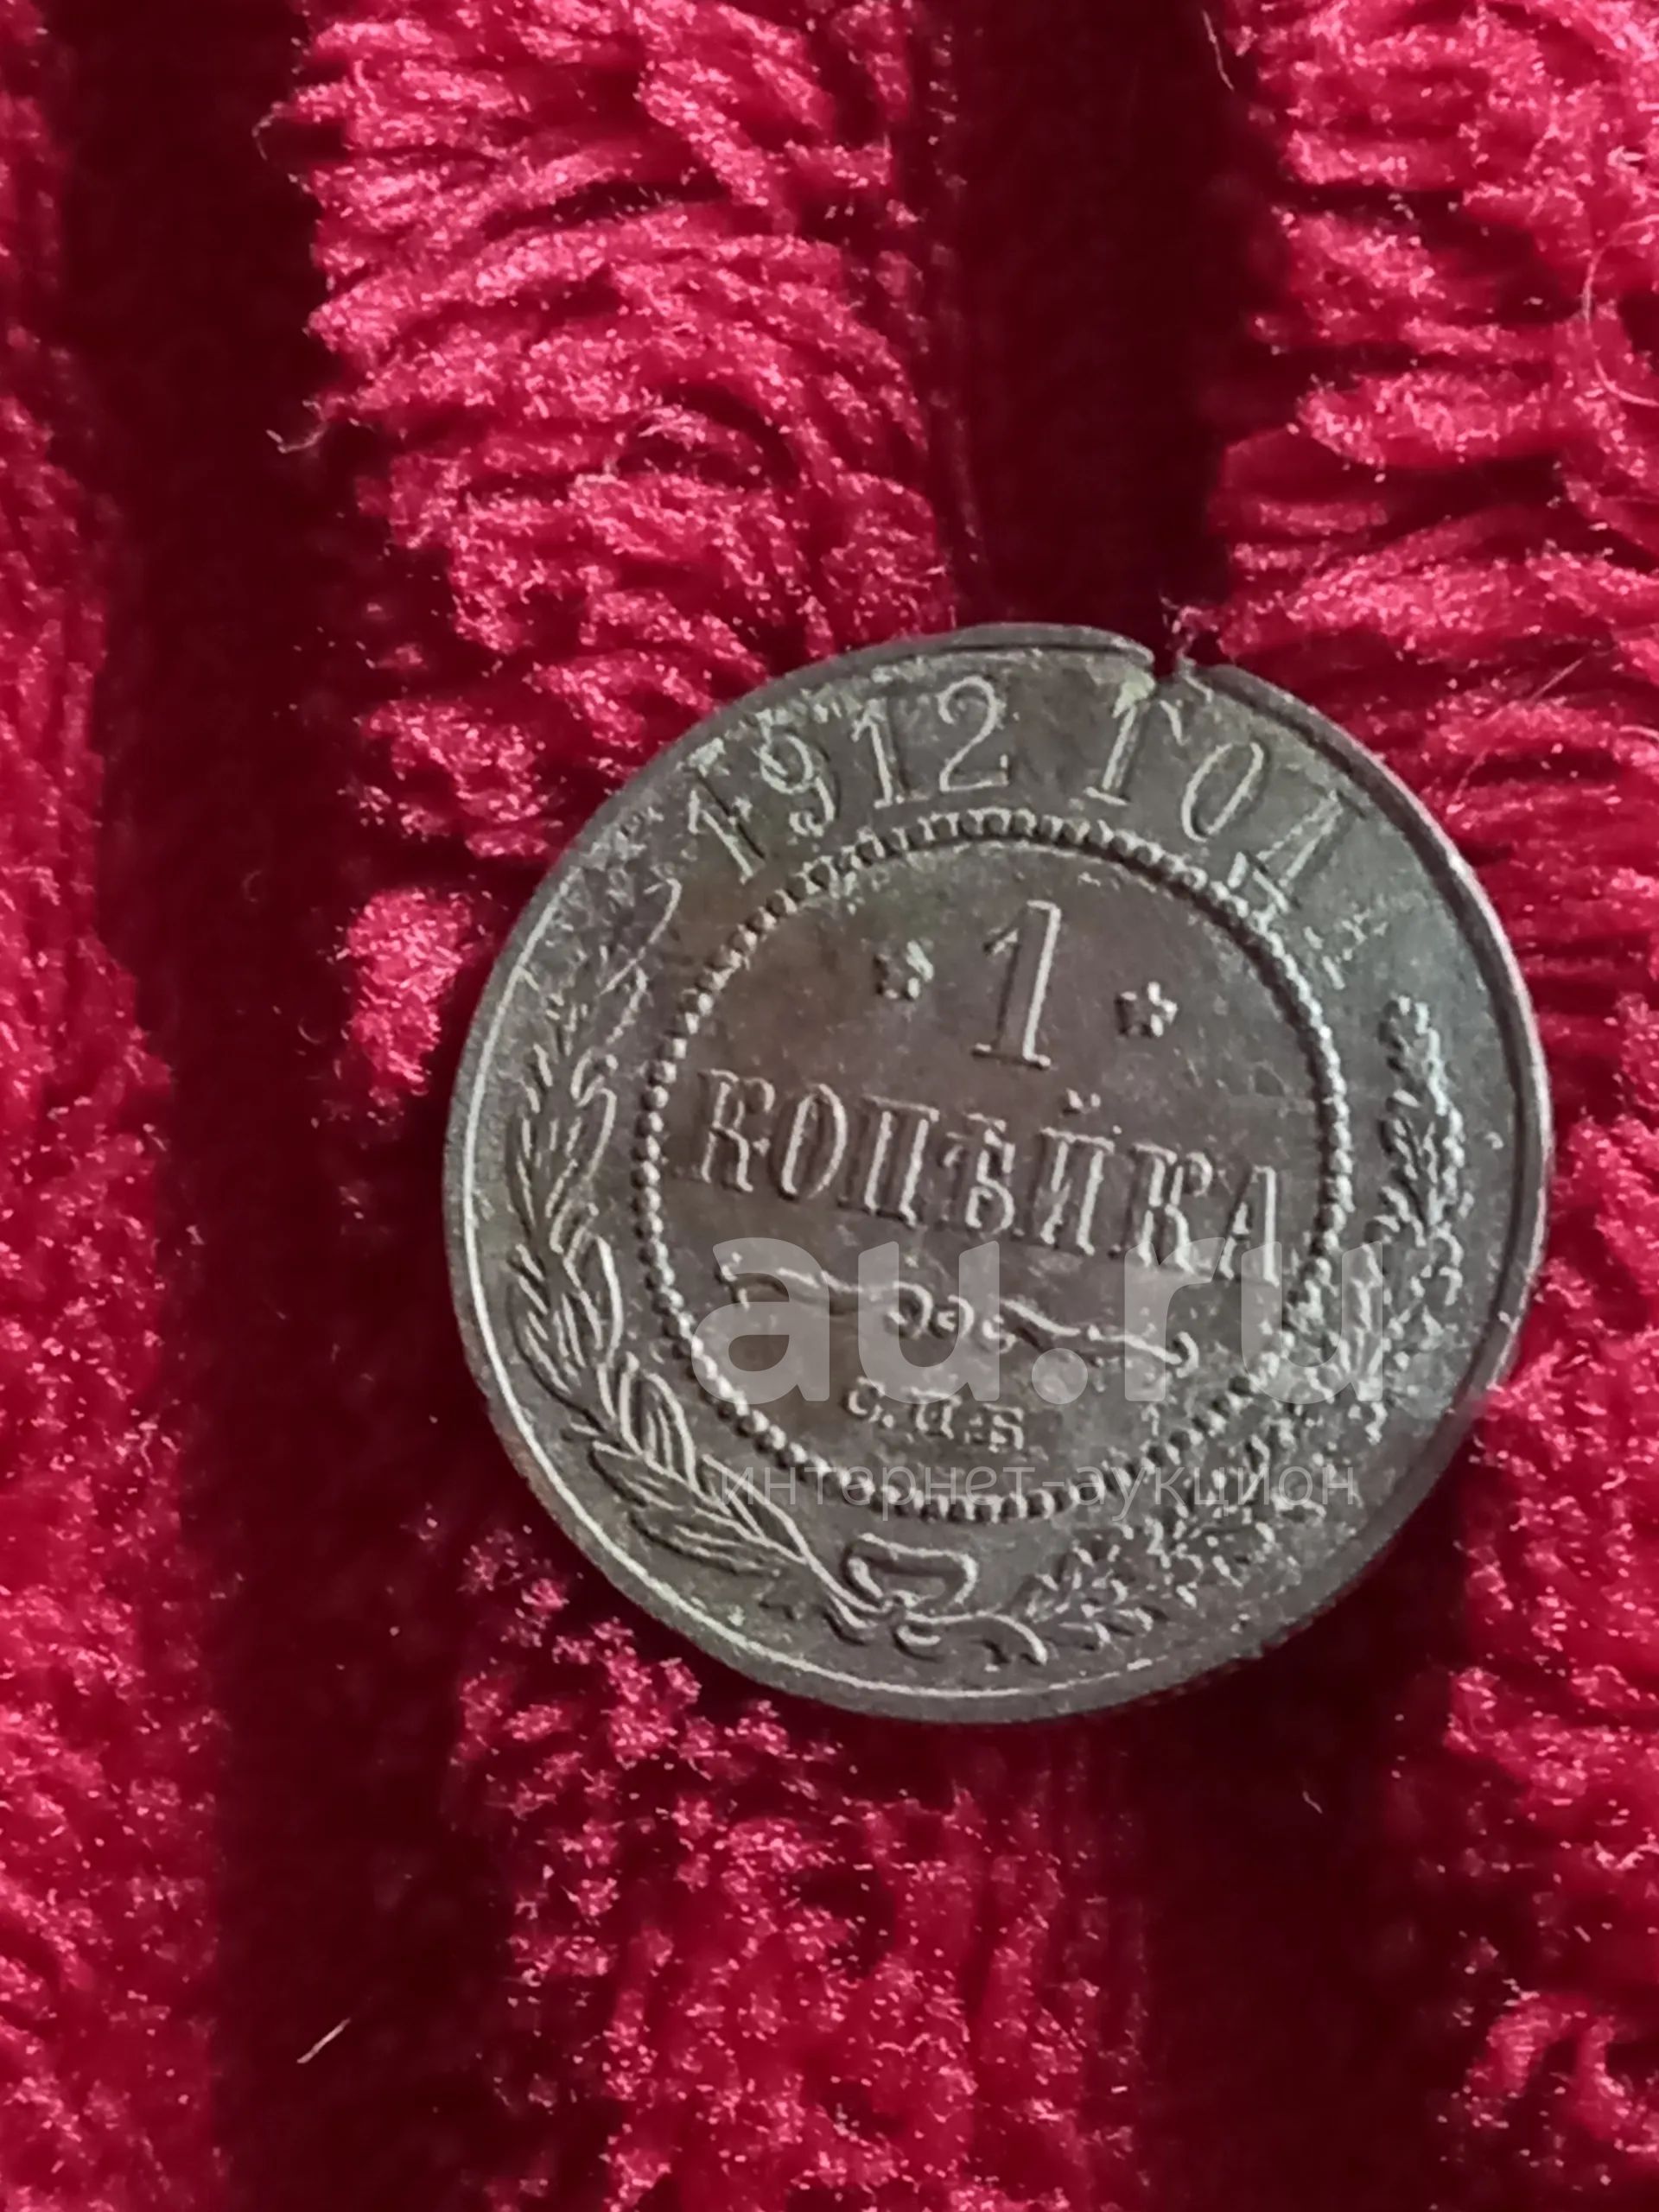 1912 ГОДЪ
1
КОПѢЙКА
С.П.Б
au.ru
интернет-аукцион